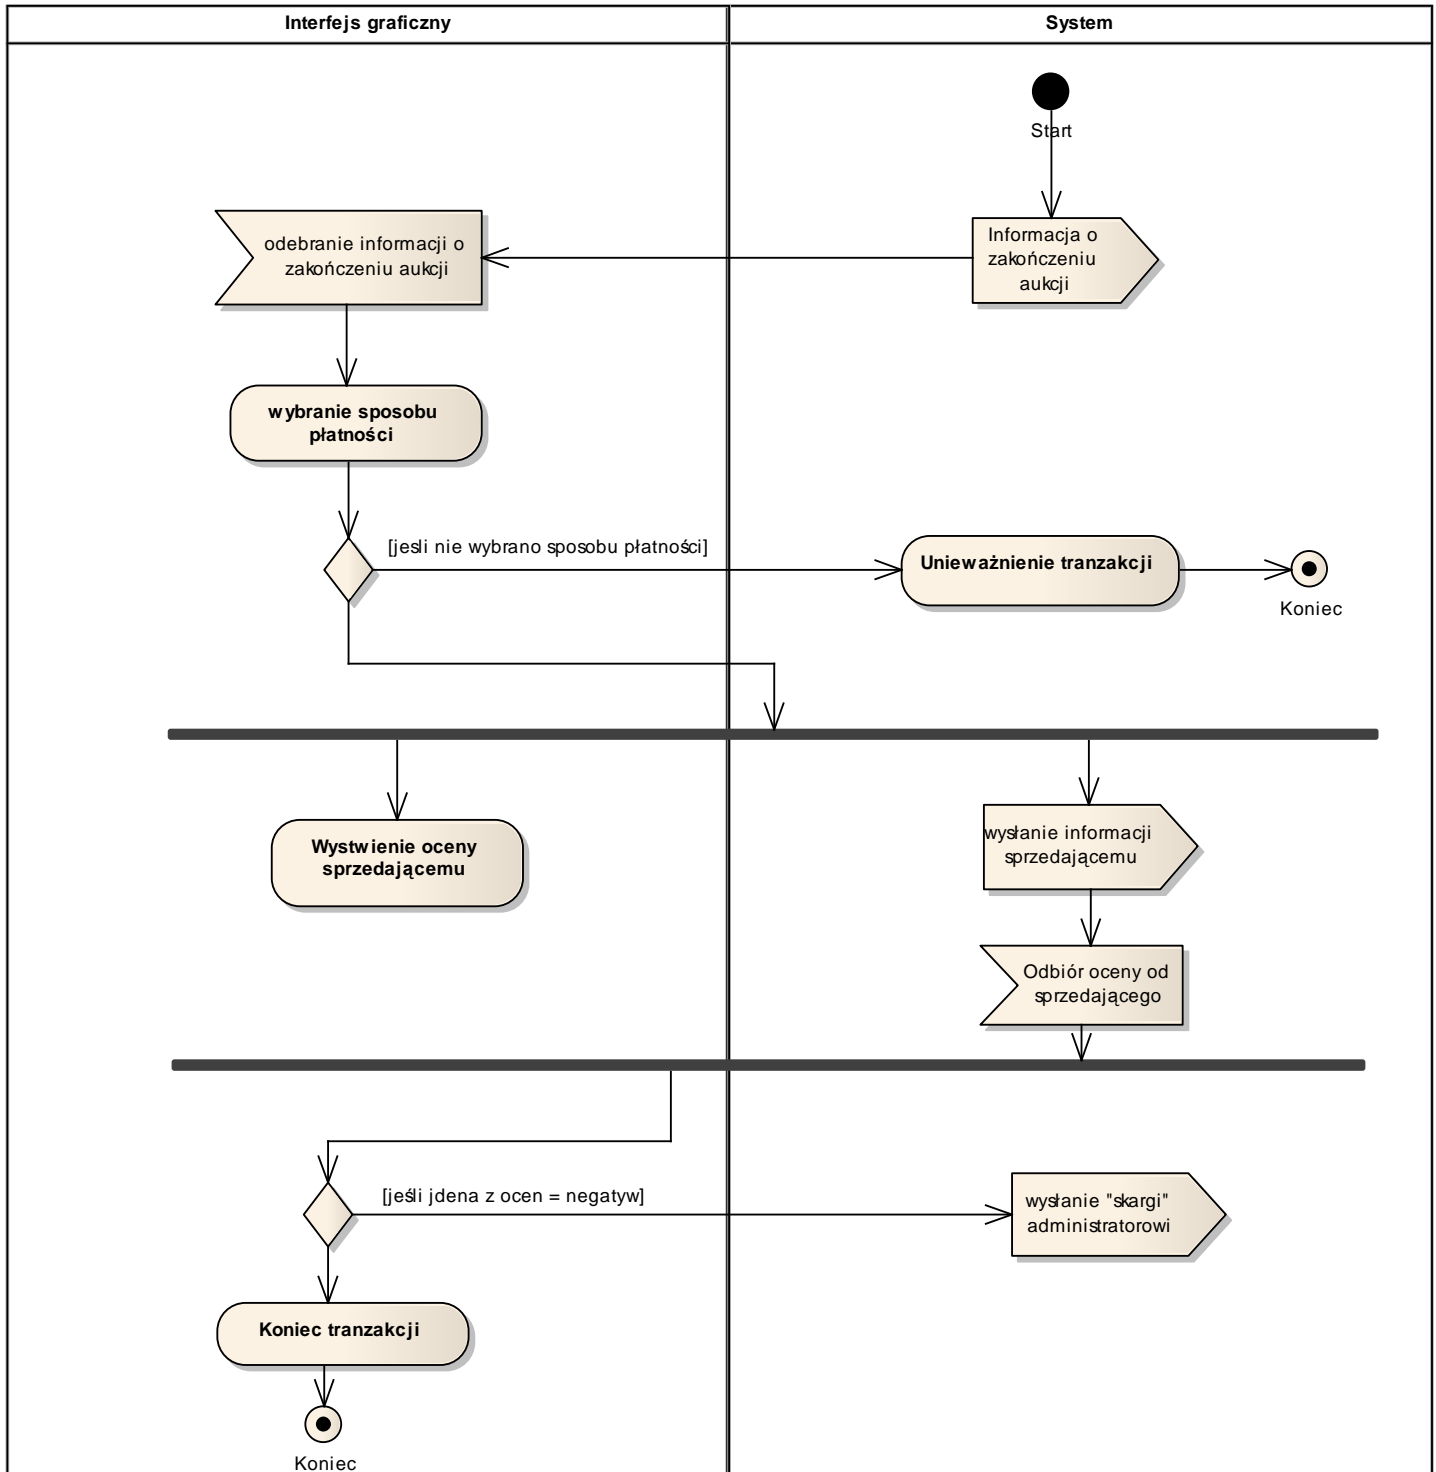 Interfejs graficzny
System
Start
odebranie informacji o
zakończeniu aukcji
Informacja o
zakończeniu
aukcji
wybranie sposobu
płatności
[jesli nie wybrano sposobu płatności]
Unieważnienie tranzakcji
Koniec
Wystwienie oceny
sprzedającemu
wysłanie informacji
sprzedającemu
Odbiór oceny od
sprzedającego
[jeśli jdena z ocen = negatyw]
wysłanie "skargi"
administratorowi
Koniec tranzakcji
Koniec